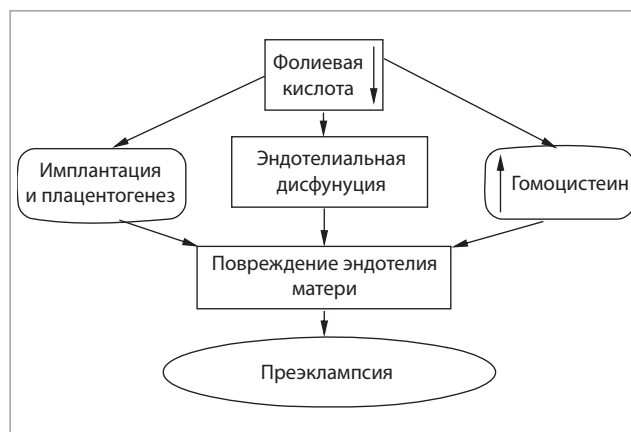 Фолиевая
кислота
Имплантация
и плацентогенез
Эндотелиальная
дисфунуция
Гомоцистеин
Повреждение эндотелия
матери
Преэклампсия